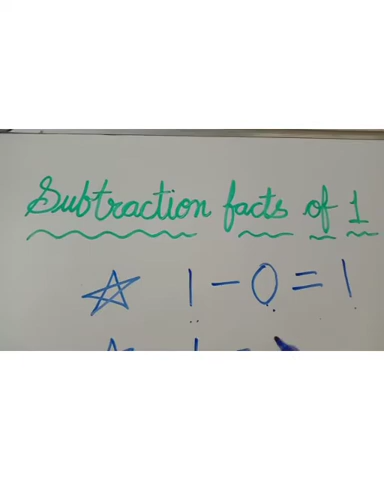 Subtraction facts of 1
☆ 1 - 0 = 1